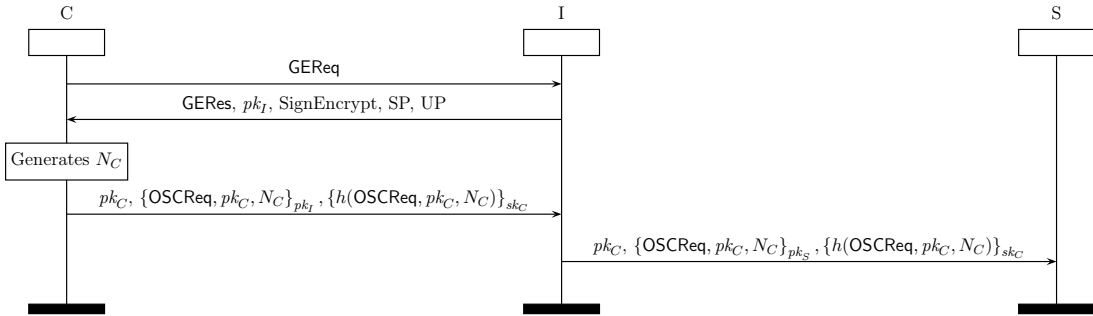 C I S
GEReq
GERes, pk_I, SignEncrypt, SP, UP
Generates N_C
pk_C, {OSCReq, pk_C, N_C}_{pk_I}, {h(OSCReq, pk_C, N_C)}_{sk_C}
pk_C, {OSCReq, pk_C, N_C}_{pk_S}, {h(OSCReq, pk_C, N_C)}_{sk_C}